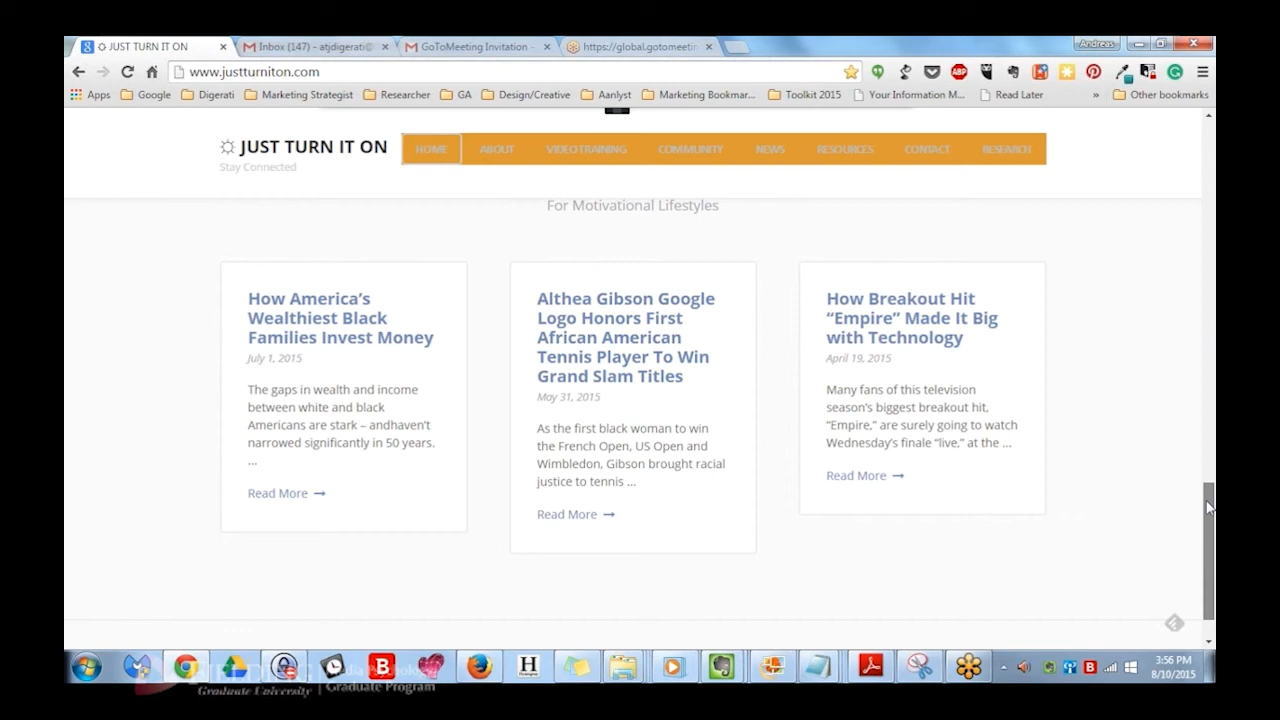 JUST TURN IT ON
Inbox (147) - atjdigerati@
GoToMeeting Invitation -
https://global.gotomeetin
Andreas
www.justturniton.com
Apps Google Digerati Marketing Strategist Researcher GA Design/Creative Aanlyst Marketing Bookmar... Toolkit 2015 Your Information M... Read Later » Other bookmarks
JUST TURN IT ON
Stay Connected
HOME ABOUT VIDEO TRAINING COMMUNITY NEWS RESOURCES CONTACT RESEARCH
For Motivational Lifestyles
How America's
Wealthiest Black
Families Invest Money
July 1, 2015
The gaps in wealth and income
between white and black
Americans are stark – andhaven't
narrowed significantly in 50 years.
...
Read More
Althea Gibson Google
Logo Honors First
African American
Tennis Player To Win
Grand Slam Titles
May 31, 2015
As the first black woman to win
the French Open, US Open and
Wimbledon, Gibson brought racial
justice to tennis ...
Read More
How Breakout Hit
“Empire” Made It Big
with Technology
April 19, 2015
Many fans of this television
season's biggest breakout hit,
“Empire,” are surely going to watch
Wednesday's finale “live,” at the ...
Read More
3:56 PM
8/10/2015
Graduate University
Graduate Program